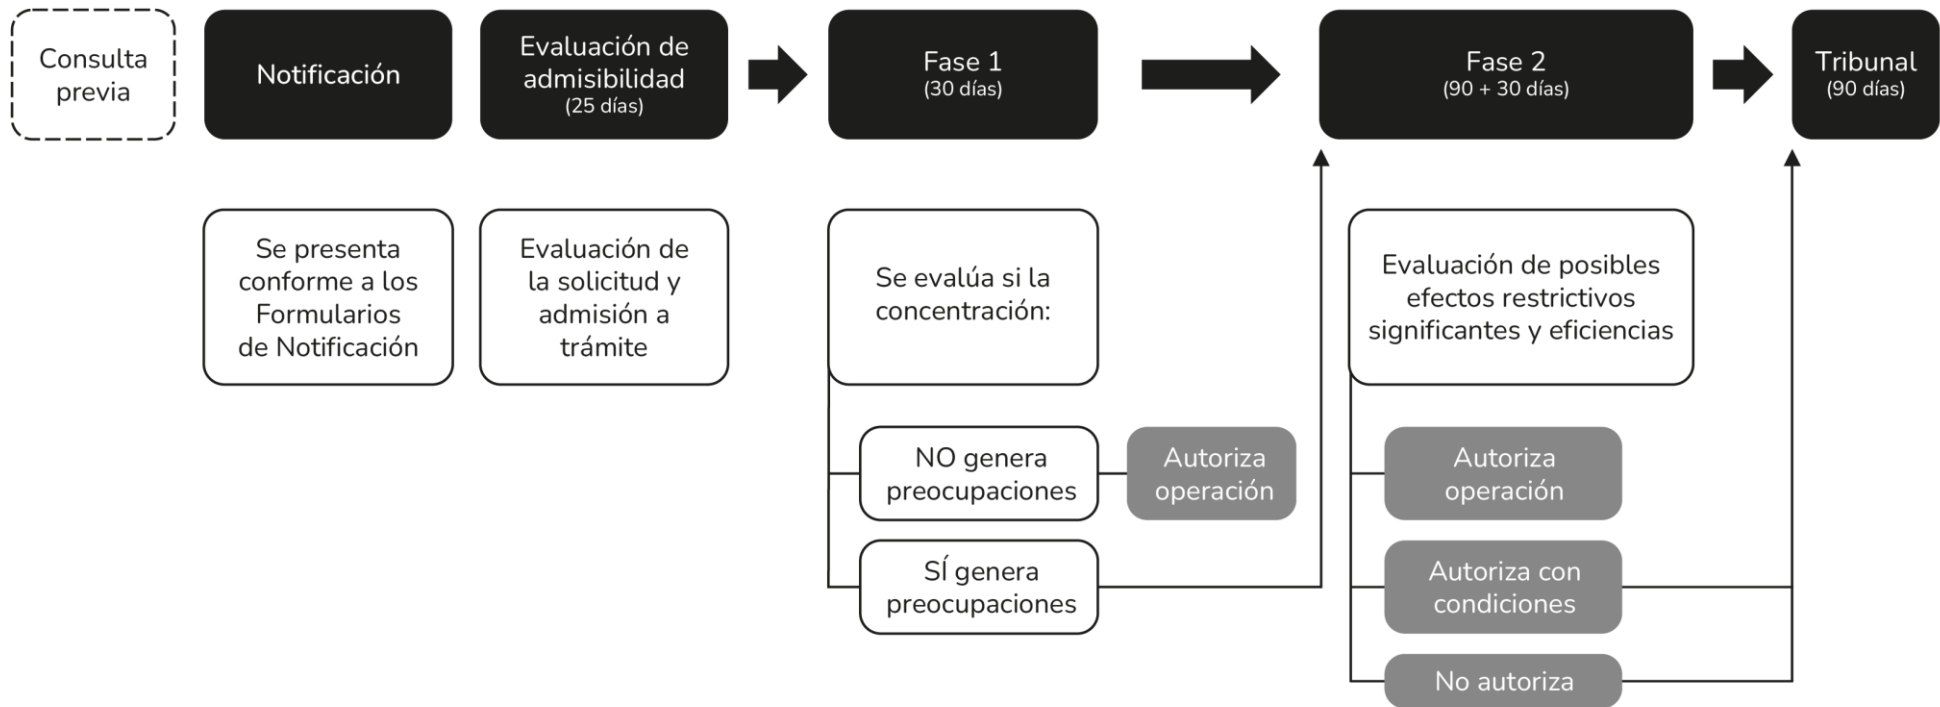 Consulta
previa
Notificación
Evaluación de
admisibilidad
(25 días)
Fase 1
(30 días)
Fase 2
(90 + 30 días)
Tribunal
(90 días)
Se presenta
conforme a los
Formularios
de Notificación
Evaluación de
la solicitud y
admisión a
trámite
Se evalúa si la
concentración:
Evaluación de posibles
efectos restrictivos
significantes y eficiencias
NO genera
preocupaciones
Autoriza
operación
SÍ genera
preocupaciones
Autoriza
operación
Autoriza con
condiciones
No autoriza